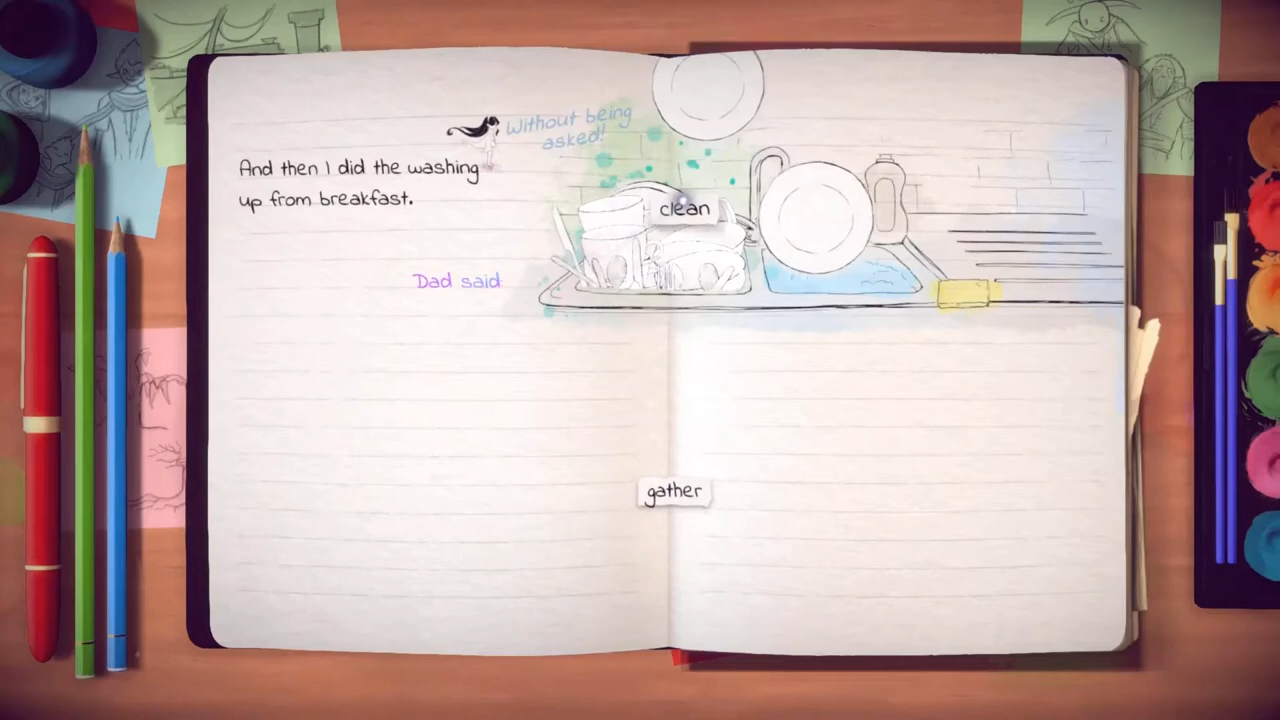 Without being
asked!
And then I did the washing
up from breakfast.
clean
Dad said:
gather